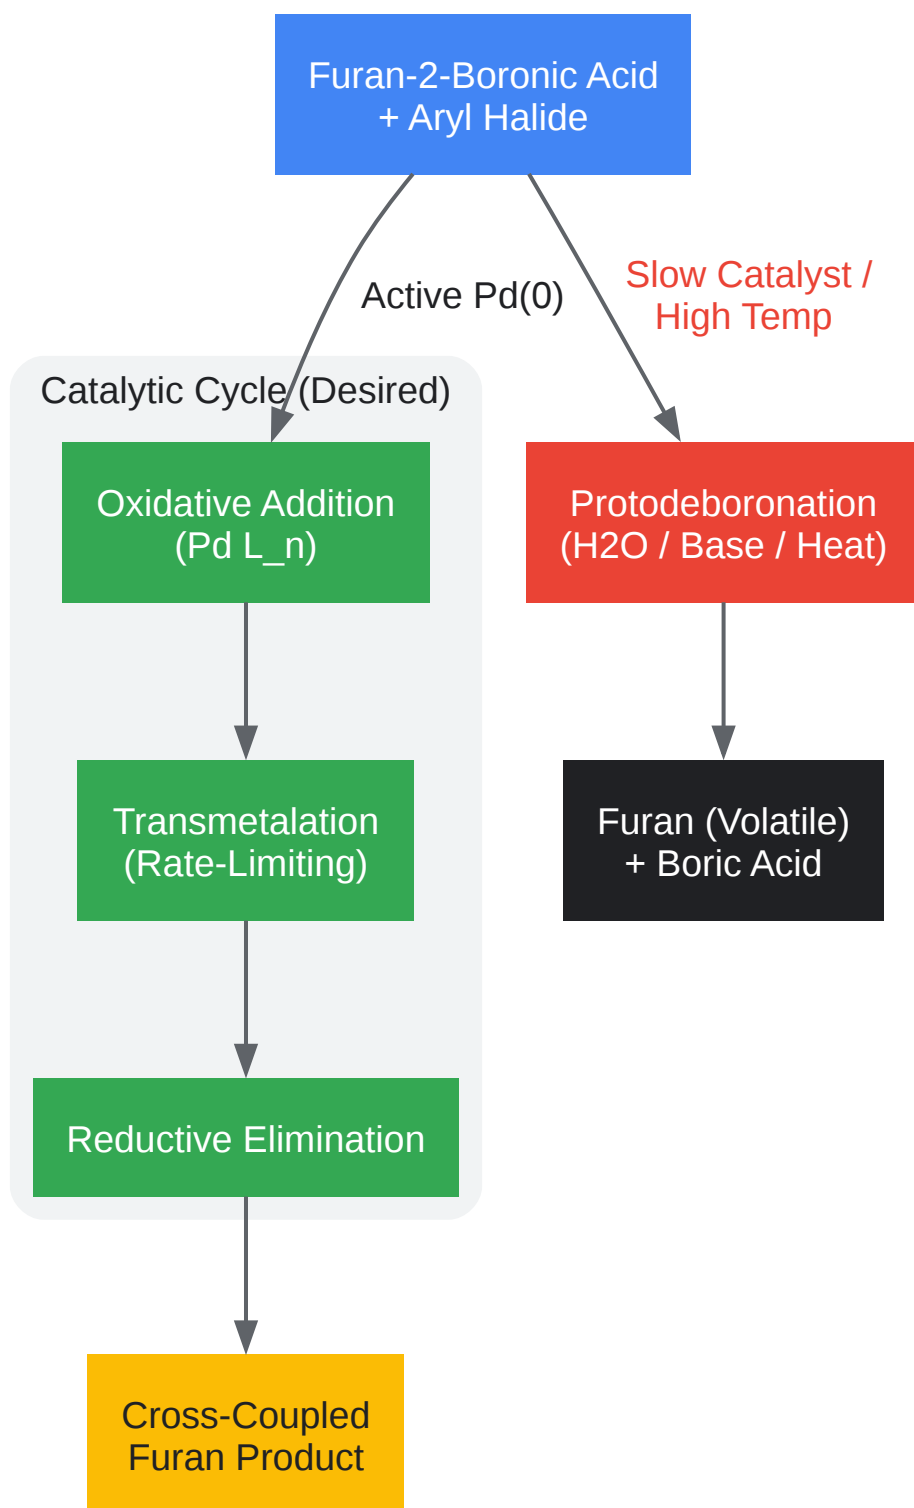 Furan-2-Boronic Acid
+ Aryl Halide
Active Pd(0)
Slow Catalyst /
High Temp
Catalytic Cycle (Desired)
Oxidative Addition
(Pd L_n)
Protodeboronation
(H2O / Base / Heat)
Transmetalation
(Rate-Limiting)
Furan (Volatile)
+ Boric Acid
Reductive Elimination
Cross-Coupled
Furan Product